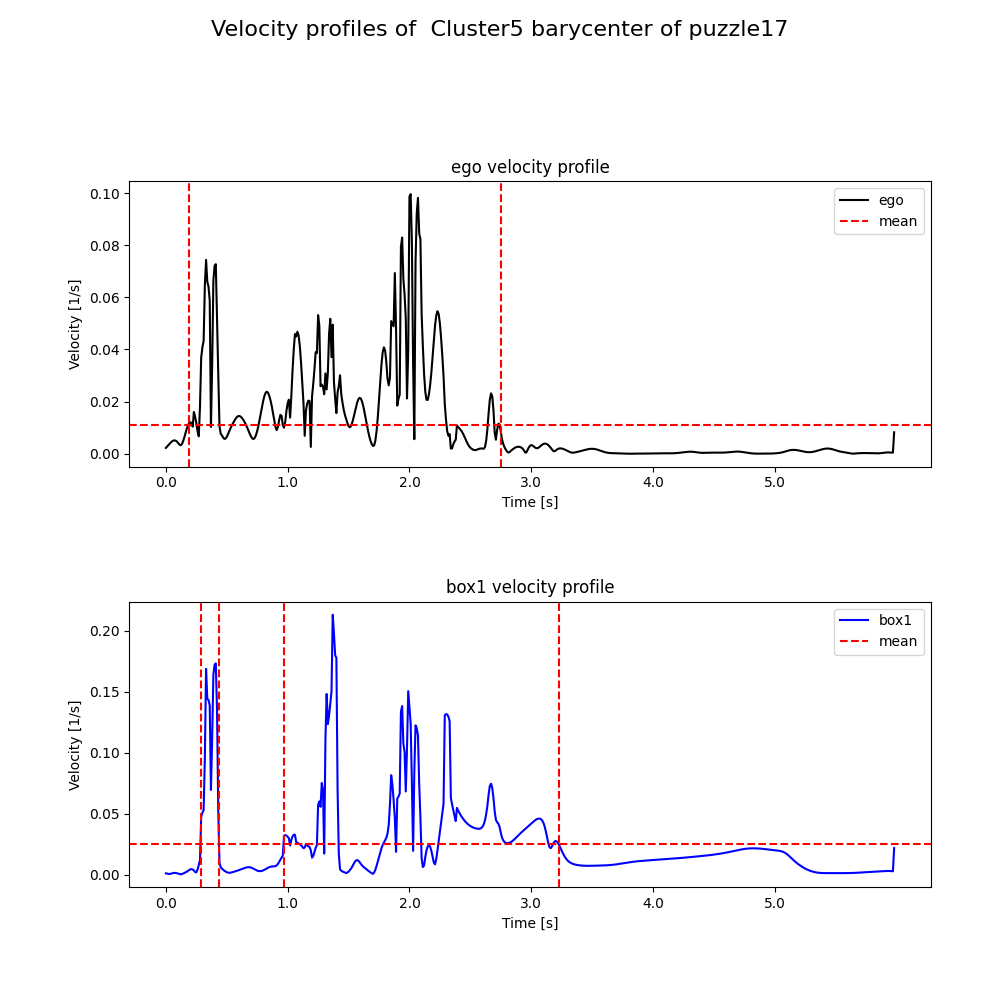 Velocity profiles of  Cluster5 barycenter of puzzle17
ego velocity profile
0.10
0.08
0.06
0.04
0.02
0.00
Velocity [1/s]
ego
mean
0.0 1.0 2.0 3.0 4.0 5.0
Time [s]
box1 velocity profile
0.20
0.15
0.10
0.05
0.00
Velocity [1/s]
box1
mean
0.0 1.0 2.0 3.0 4.0 5.0
Time [s]